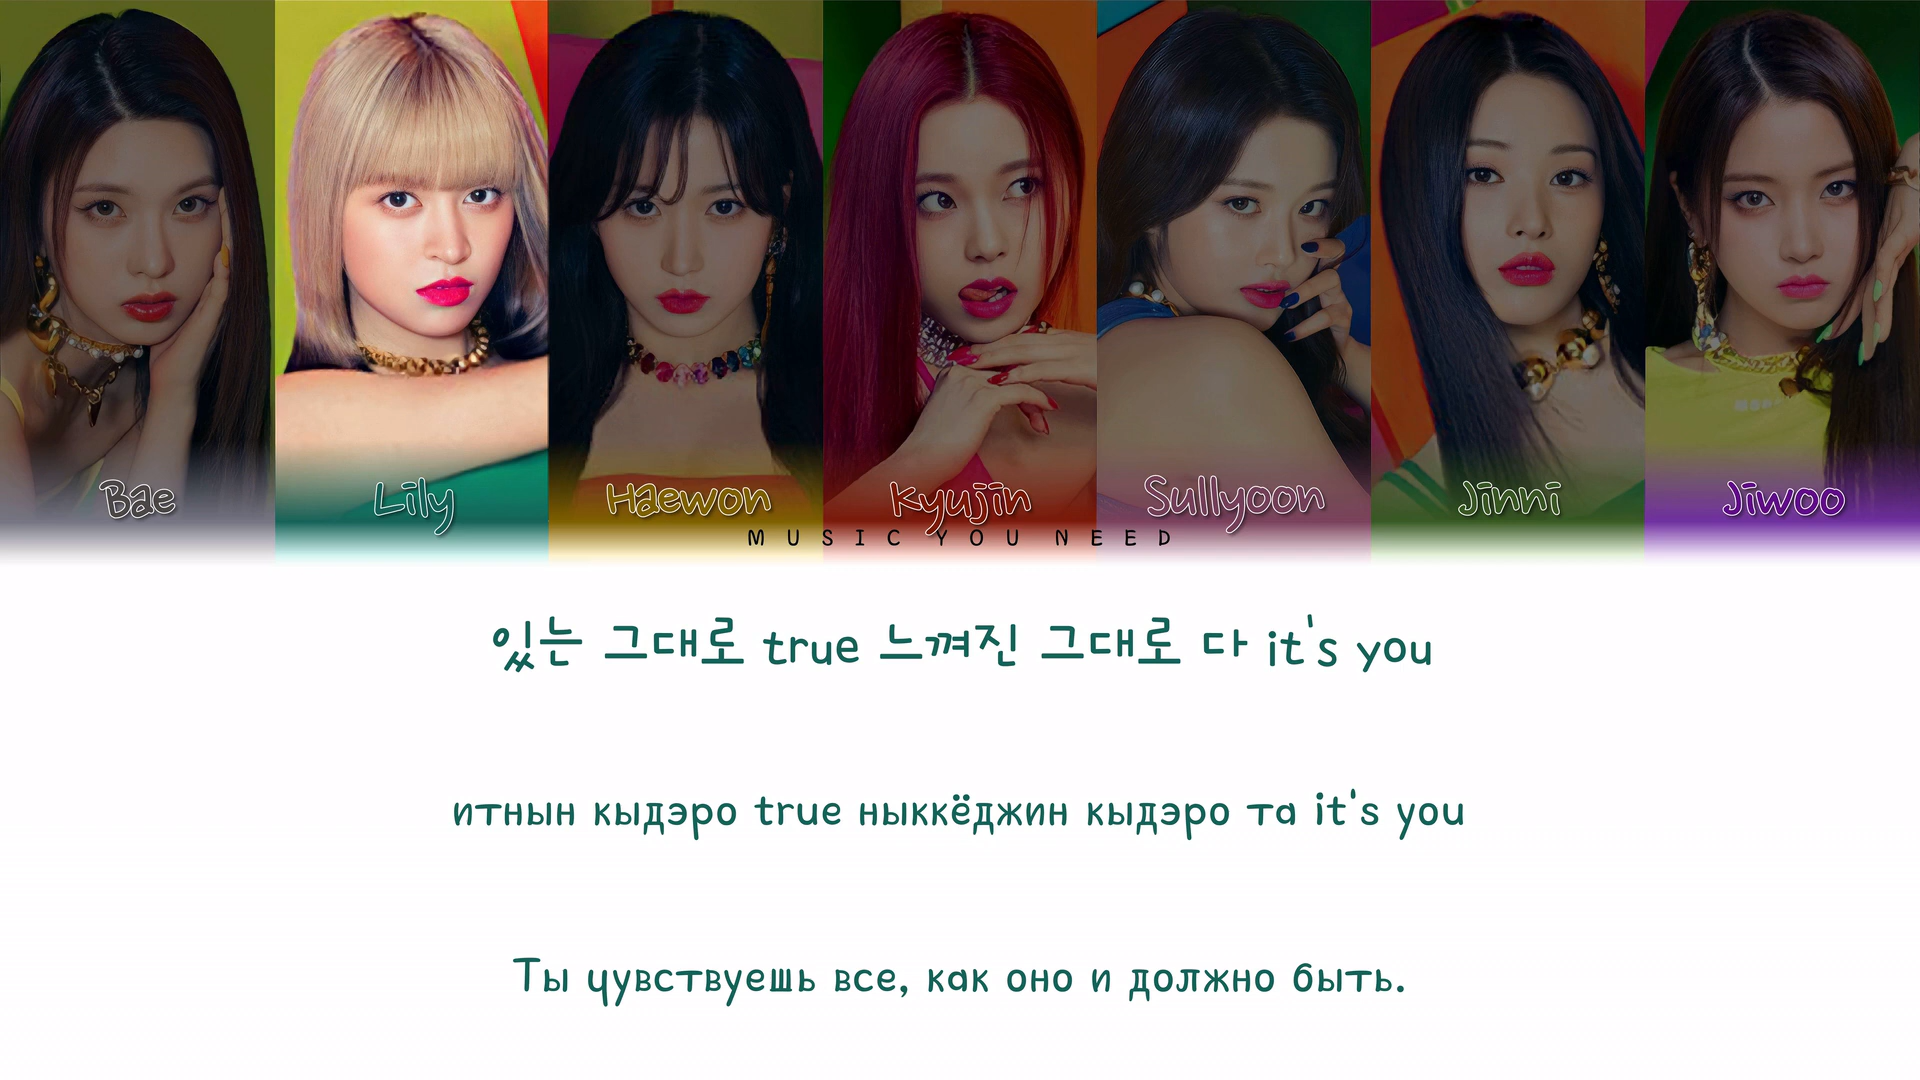 Bae Lily Haewon Kyujin Sullyoon Jinni Jiwoo
MUSIC YOU NEED
있는 그대로 true 느껴진 그대로 다 it's you
итнын кыдэро true ныккёджин кыдэро та it's you
Ты чувствуешь все, как оно и должно быть.